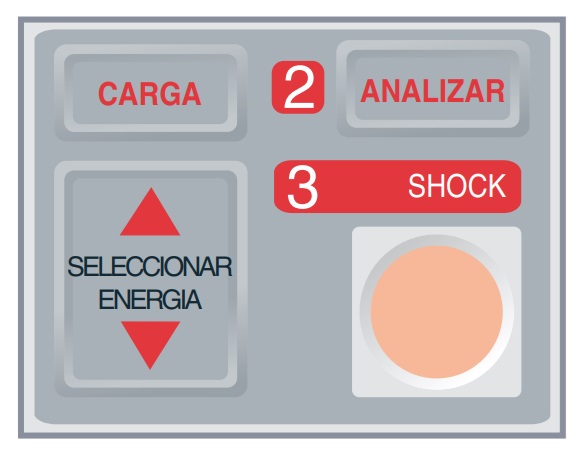 CARGA
2
ANALIZAR
3 SHOCK
SELECCIONAR
ENERGIA